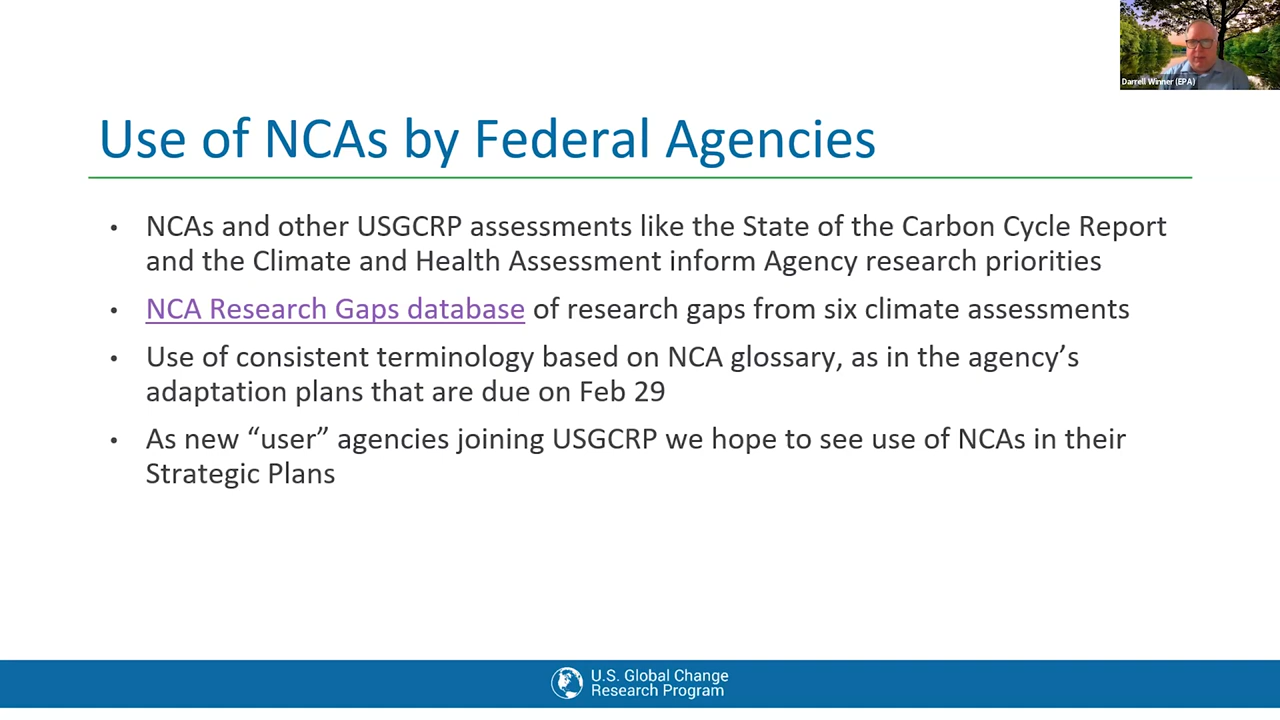 Darrell Winner (EPA)
Use of NCAs by Federal Agencies
• NCAs and other USGCRP assessments like the State of the Carbon Cycle Report
and the Climate and Health Assessment inform Agency research priorities
• NCA Research Gaps database of research gaps from six climate assessments
• Use of consistent terminology based on NCA glossary, as in the agency’s
adaptation plans that are due on Feb 29
• As new “user” agencies joining USGCRP we hope to see use of NCAs in their
Strategic Plans
U.S. Global Change
Research Program